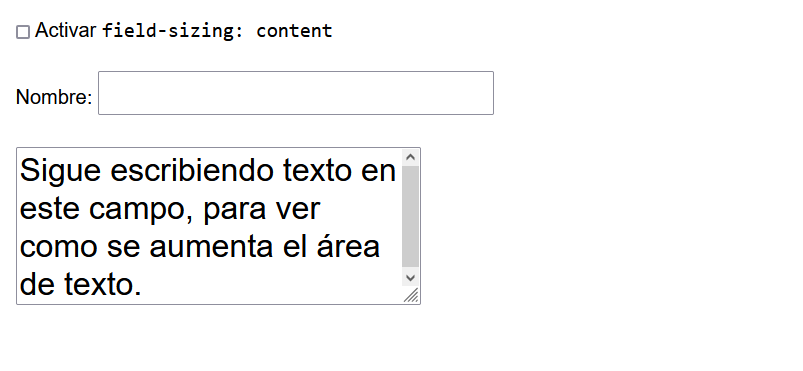 Activar field-sizing: content
Nombre:
Sigue escribiendo texto en
este campo, para ver
como se aumenta el área
de texto.